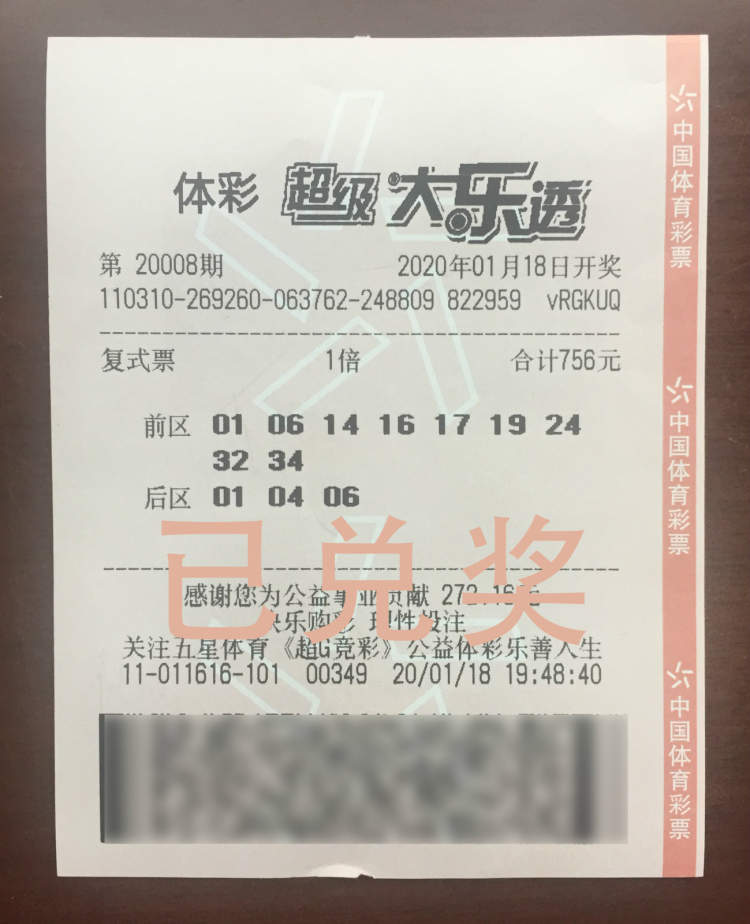 体彩 超级大乐透
第 20008期 2020年01月18日开奖
110310-269260-063762-248809 822959 vRGKUQ
复式票 1倍 合计756元
前区 01 06 14 16 17 19 24
32 34
后区 01 04 06
已兑奖
感谢您为公益事业贡献 272.16元
快乐购彩 理性投注
关注五星体育《超G竞彩》公益体彩乐善人生
11-011616-101 00349 20/01/18 19:48:40
中国体育彩票
中国体育彩票
中国体育彩票